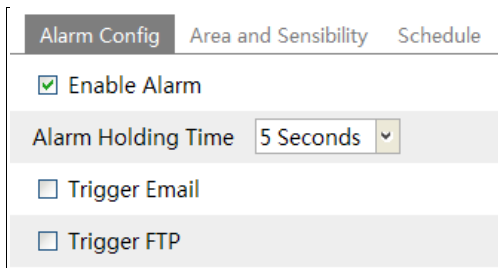 Alarm Config Area and Sensibility Schedule
Enable Alarm
Alarm Holding Time 5 Seconds
Trigger Email
Trigger FTP